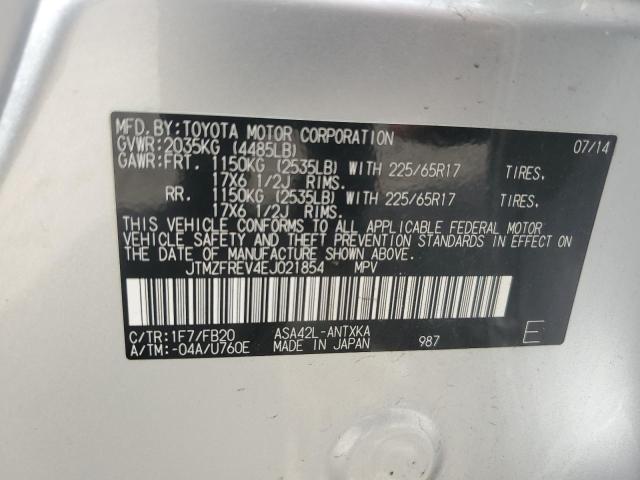 MFD.BY:TOYOTA MOTOR CORPORATION 07/14
GVWR:2035KG (4485LB)
GAWR:FRT. 1150KG (2535LB) WITH 225/65R17 TIRES.
17X6 1/2J RIMS.
RR. 1150KG (2535LB) WITH 225/65R17 TIRES.
17X6 1/2J RIMS.
THIS VEHICLE CONFORMS TO ALL APPLICABLE FEDERAL MOTOR
VEHICLE SAFETY AND THEFT PREVENTION STANDARDS IN EFFECT ON
THE DATE OF MANUFACTURE SHOWN ABOVE.
JTMZFREV4EJ021854 MPV
C/TR:1F7/FB20 ASA42L-ANTXKA
A/TM:-04A/U760E MADE IN JAPAN 987 E